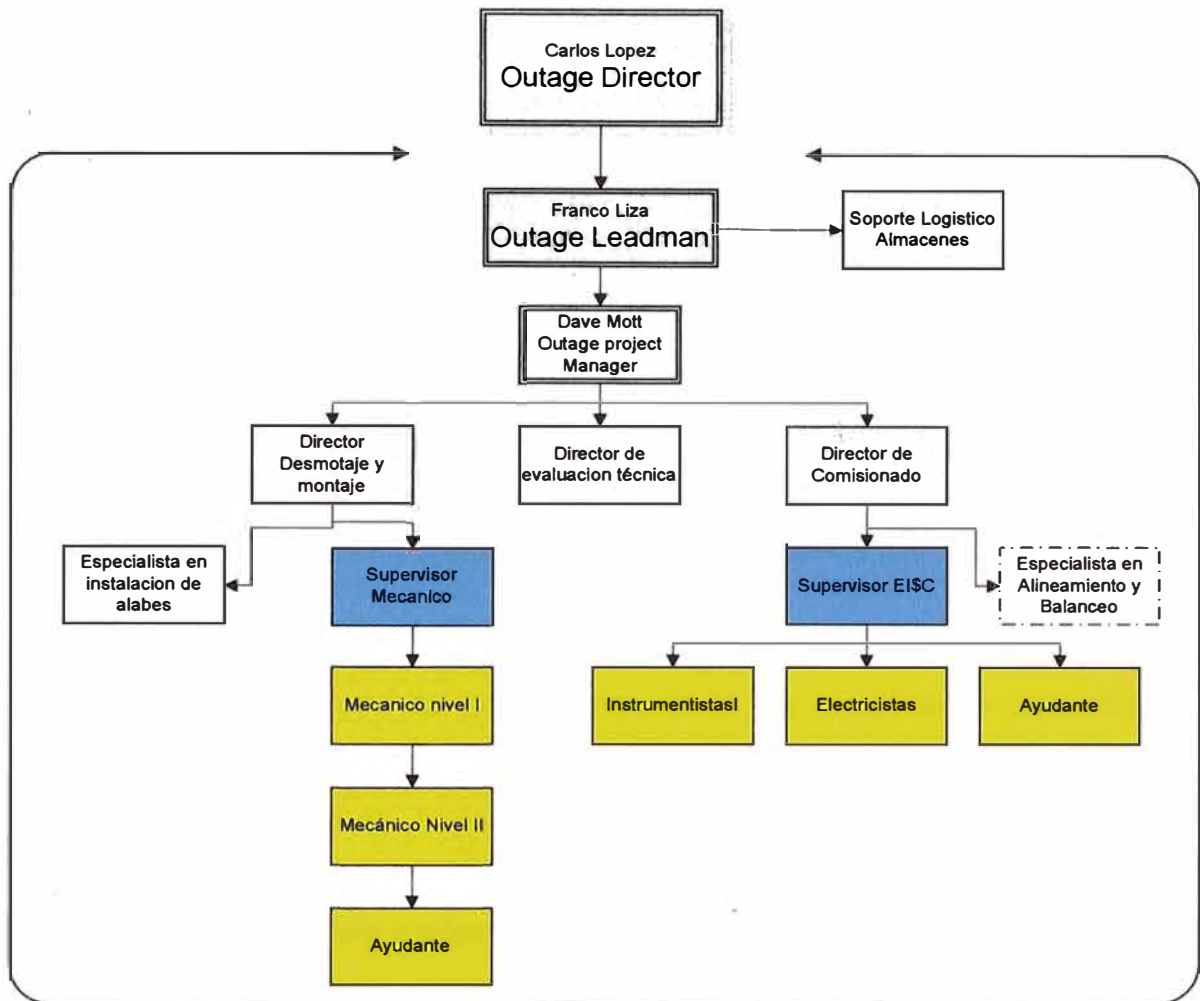 Carlos Lopez
Outage Director
Franco Liza
Outage Leadman
Soporte Logistico
Almacenes
Dave Mott
Outage project
Manager
Director
Desmotaje y
montaje
Director de
evaluacion técnica
Director de
Comisionado
Especialista en
instalacion de
alabes
Supervisor
Mecanico
Supervisor EI$C
Especialista en
Alineamiento y
Balanceo
Mecanico nivel I
InstrumentistasI
Electricistas
Ayudante
Mecánico Nivel II
Ayudante